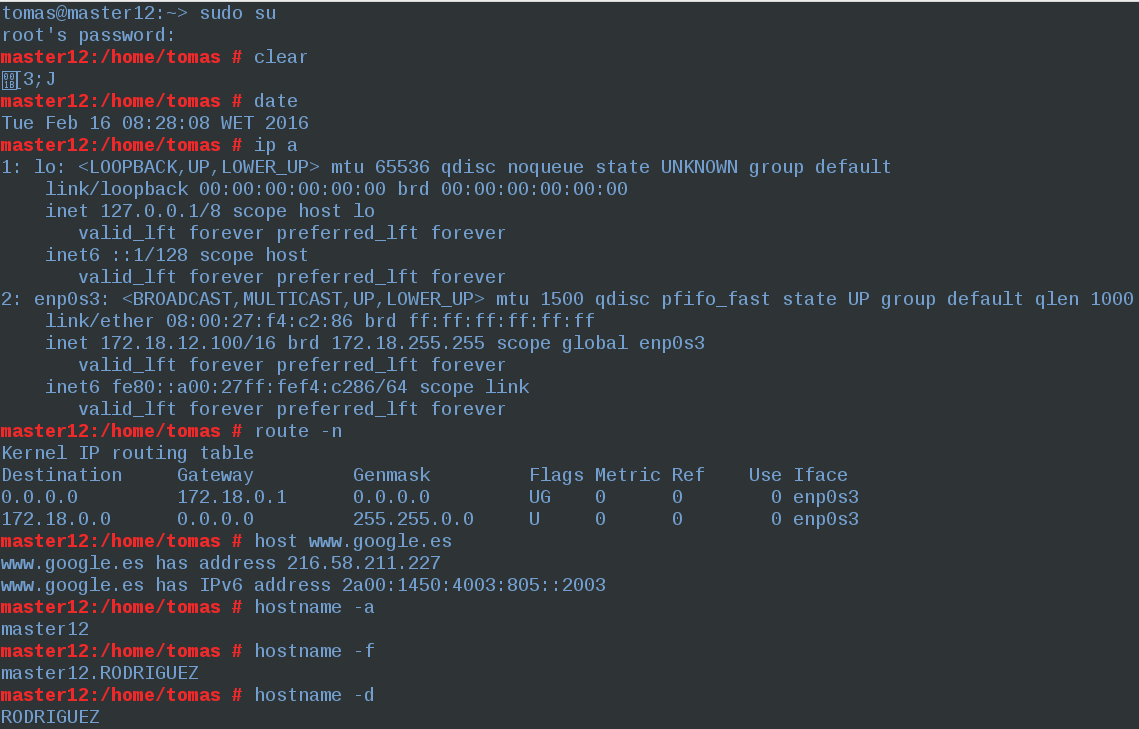 tomas@master12:~> sudo su
root's password:
master12:/home/tomas # clear
[3;J
master12:/home/tomas # date
Tue Feb 16 08:28:08 WET 2016
master12:/home/tomas # ip a
1: lo: <LOOPBACK,UP,LOWER_UP> mtu 65536 qdisc noqueue state UNKNOWN group default
    link/loopback 00:00:00:00:00:00 brd 00:00:00:00:00:00
    inet 127.0.0.1/8 scope host lo
       valid_lft forever preferred_lft forever
    inet6 ::1/128 scope host
       valid_lft forever preferred_lft forever
2: enp0s3: <BROADCAST,MULTICAST,UP,LOWER_UP> mtu 1500 qdisc pfifo_fast state UP group default qlen 1000
    link/ether 08:00:27:f4:c2:86 brd ff:ff:ff:ff:ff:ff
    inet 172.18.12.100/16 brd 172.18.255.255 scope global enp0s3
       valid_lft forever preferred_lft forever
    inet6 fe80::a00:27ff:fef4:c286/64 scope link
       valid_lft forever preferred_lft forever
master12:/home/tomas # route -n
Kernel IP routing table
Destination     Gateway         Genmask         Flags Metric Ref    Use Iface
0.0.0.0         172.18.0.1      0.0.0.0         UG    0      0        0 enp0s3
172.18.0.0      0.0.0.0         255.255.0.0     U     0      0        0 enp0s3
master12:/home/tomas # host www.google.es
www.google.es has address 216.58.211.227
www.google.es has IPv6 address 2a00:1450:4003:805::2003
master12:/home/tomas # hostname -a
master12
master12:/home/tomas # hostname -f
master12.RODRIGUEZ
master12:/home/tomas # hostname -d
RODRIGUEZ